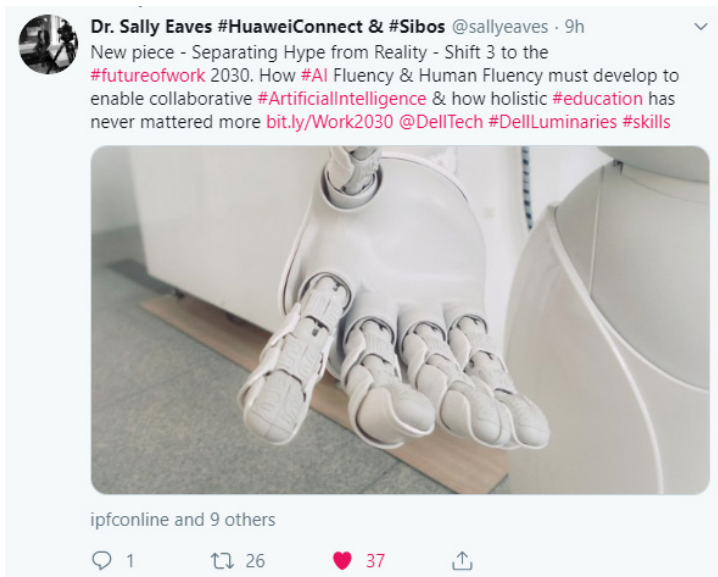 Dr. Sally Eaves #HuaweiConnect & #Sibos @sallyeaves · 9h
New piece - Separating Hype from Reality - Shift 3 to the
#futureofwork 2030. How #AI Fluency & Human Fluency must develop to
enable collaborative #ArtificialIntelligence & how holistic #education has
never mattered more bit.ly/Work2030 @DellTech #DellLuminaries #skills
ipfconline and 9 others
1 26 37